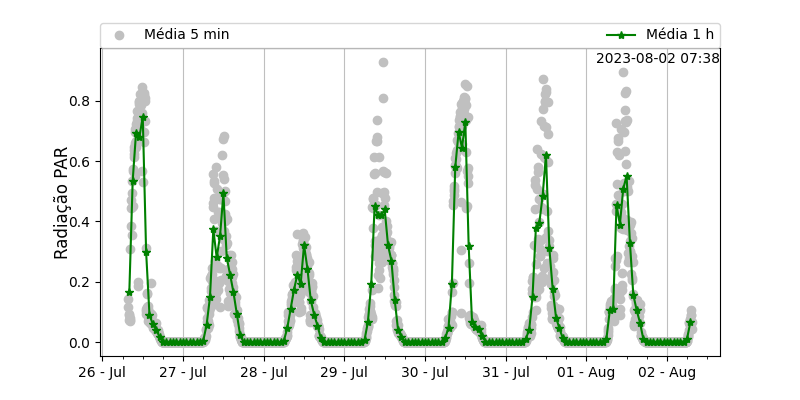 Média 5 min
Média 1 h
2023-08-02 07:38
Radiação PAR
0.8
0.6
0.4
0.2
0.0
26 - Jul
27 - Jul
28 - Jul
29 - Jul
30 - Jul
31 - Jul
01 - Aug
02 - Aug